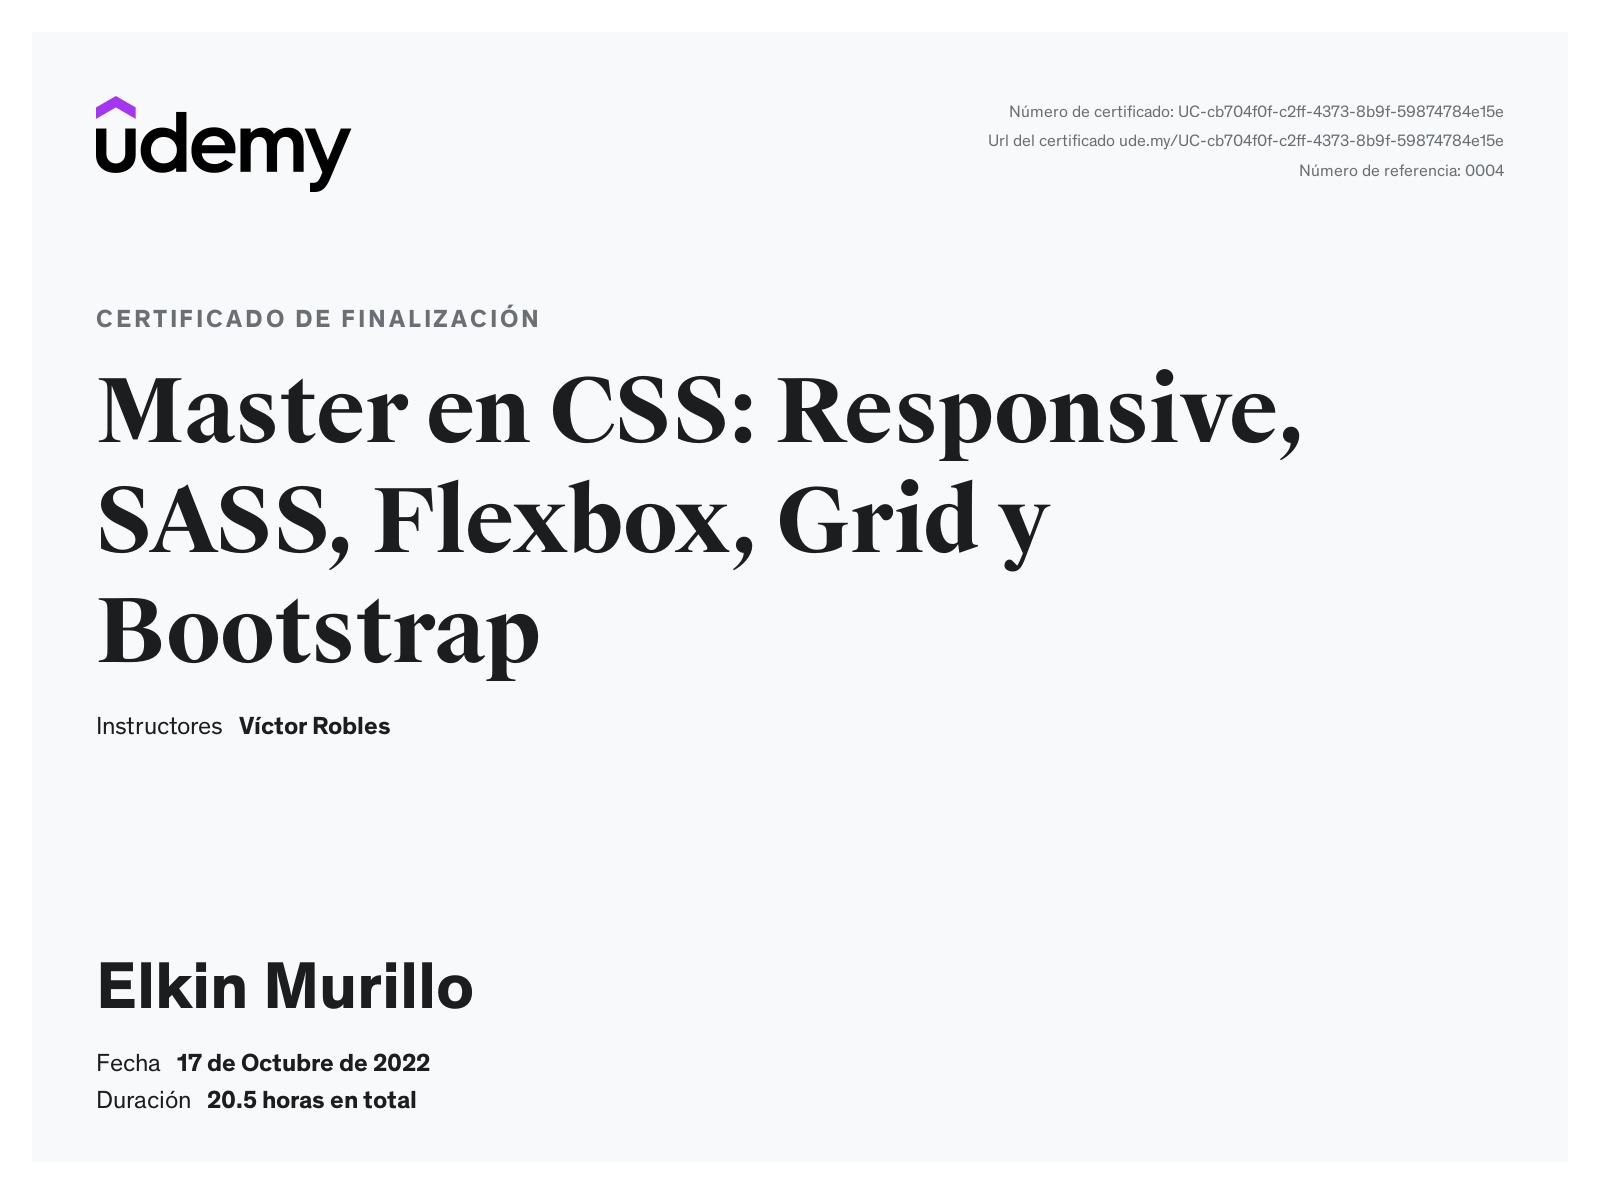 udemy
Número de certificado: UC-cb704f0f-c2ff-4373-8b9f-59874784e15e
Url del certificado ude.my/UC-cb704f0f-c2ff-4373-8b9f-59874784e15e
Número de referencia: 0004
CERTIFICADO DE FINALIZACIÓN
Master en CSS: Responsive,
SASS, Flexbox, Grid y
Bootstrap
Instructores Víctor Robles
Elkin Murillo
Fecha 17 de Octubre de 2022
Duración 20.5 horas en total